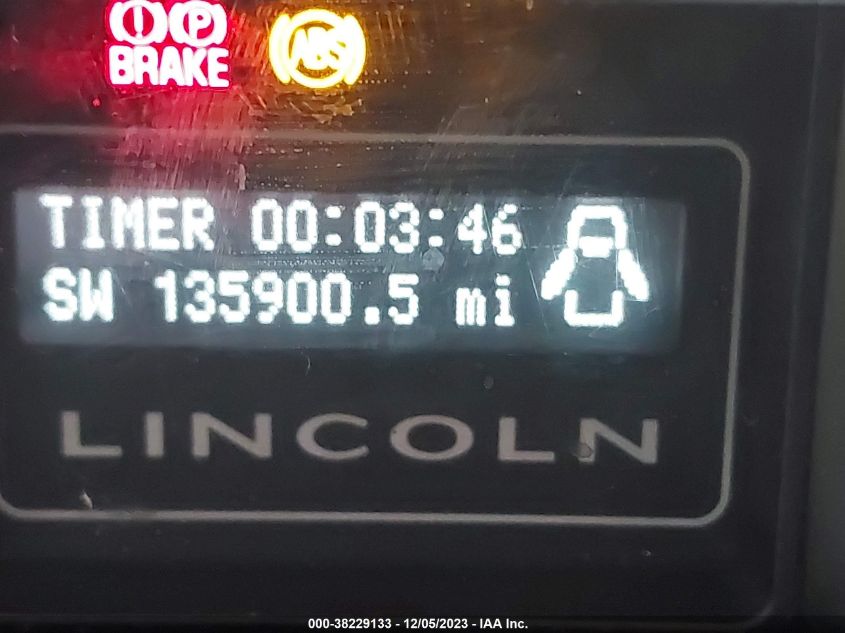 (!) (P)
BRAKE
ABS
TIMER 00:03:46
SW 135900.5 mi
LINCOLN
000-38229133 - 12/05/2023 - IAA Inc.